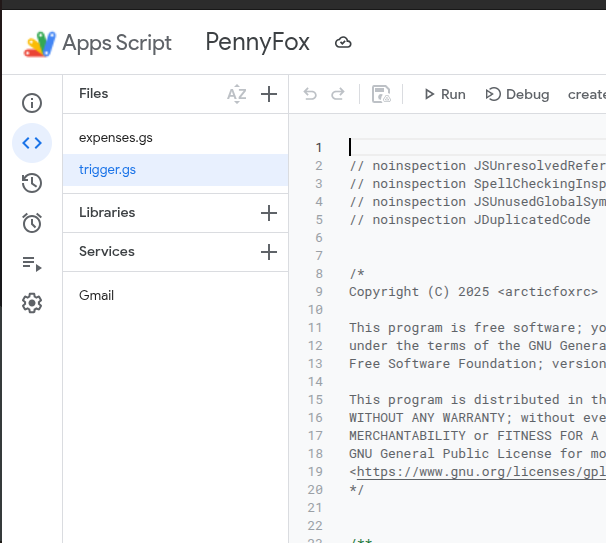 Apps Script PennyFox
Files AZ
Run Debug create
expenses.gs
trigger.gs
Libraries
Services
Gmail
1
2 // noinspection JSUnresolvedRefer
3 // noinspection SpellCheckingInsp
4 // noinspection JSUnusedGlobalSym
5 // noinspection JDuplicatedCode
6
7
8 /*
9 Copyright (C) 2025 <arcticfoxrc>
10
11 This program is free software; yo
12 under the terms of the GNU Genera
13 Free Software Foundation; version
14
15 This program is distributed in th
16 WITHOUT ANY WARRANTY; without eve
17 MERCHANTABILITY or FITNESS FOR A
18 GNU General Public License for mo
19 <https://www.gnu.org/licenses/gpl
20 */
21
22
23 /**